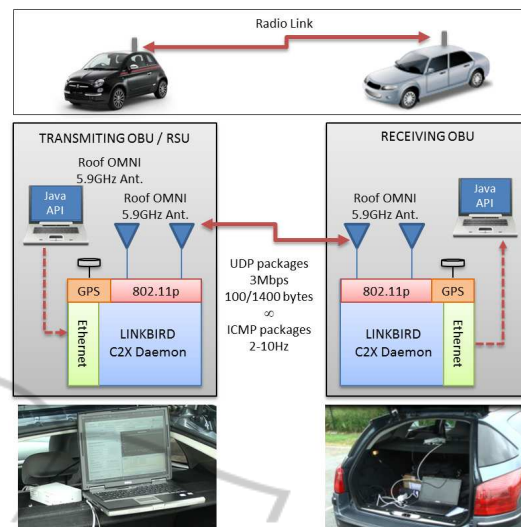 Radio Link
TRANSMITING OBU / RSU
Roof OMNI
5.9GHz Ant.
Java
API
Roof OMNI
5.9GHz Ant.
GPS
802.11p
Ethernet
LINKBIRD
C2X Daemon
UDP packages
3Mbps
100/1400 bytes
∞
ICMP packages
2-10Hz
RECEIVING OBU
Roof OMNI
5.9GHz Ant.
Java
API
802.11p
GPS
LINKBIRD
C2X Daemon
Ethernet